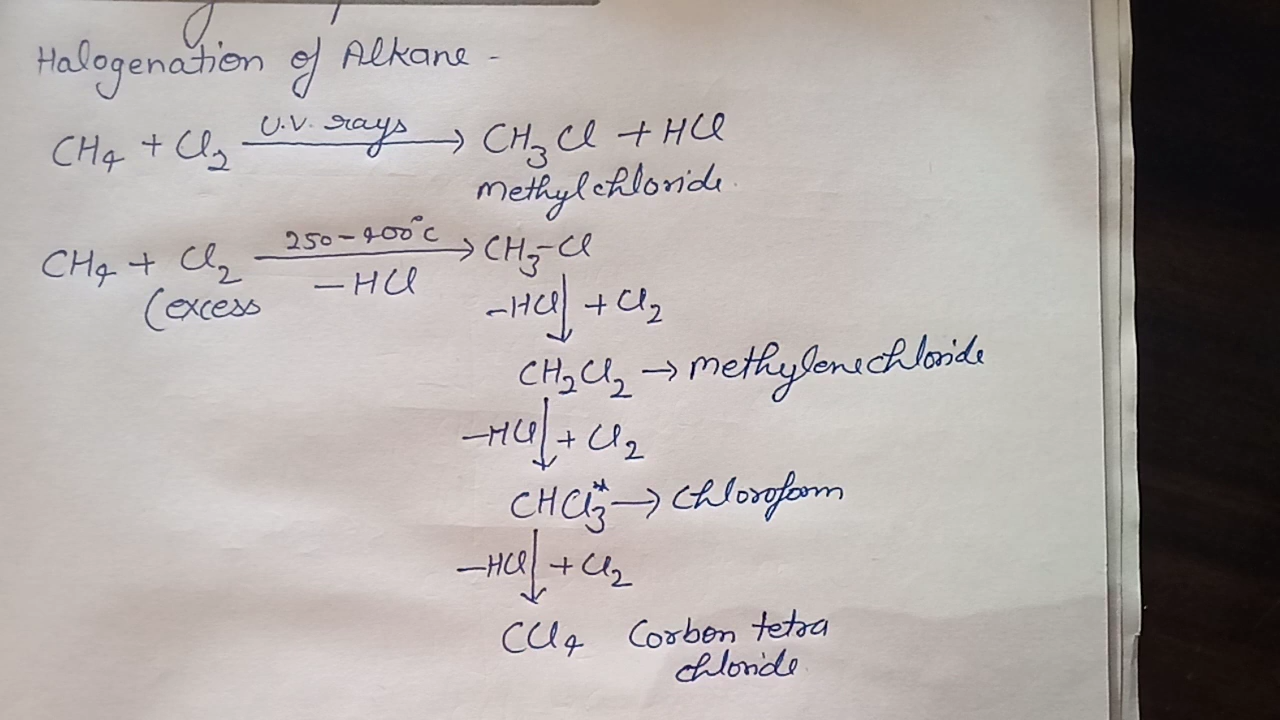 Halogenation of Alkane -
CH4 + Cl2 U.V. rays → CH3Cl + HCl
Methylchloride.
CH4 + Cl2 250-400°C → CH3-Cl
(excess -HCl
-HCl ↓ + Cl2
CH2Cl2 → Methylenechloride
-HCl ↓ + Cl2
CHCl3** → Chloroform
-HCl ↓ + Cl2
CCl4 Corbon tetra
chloride.